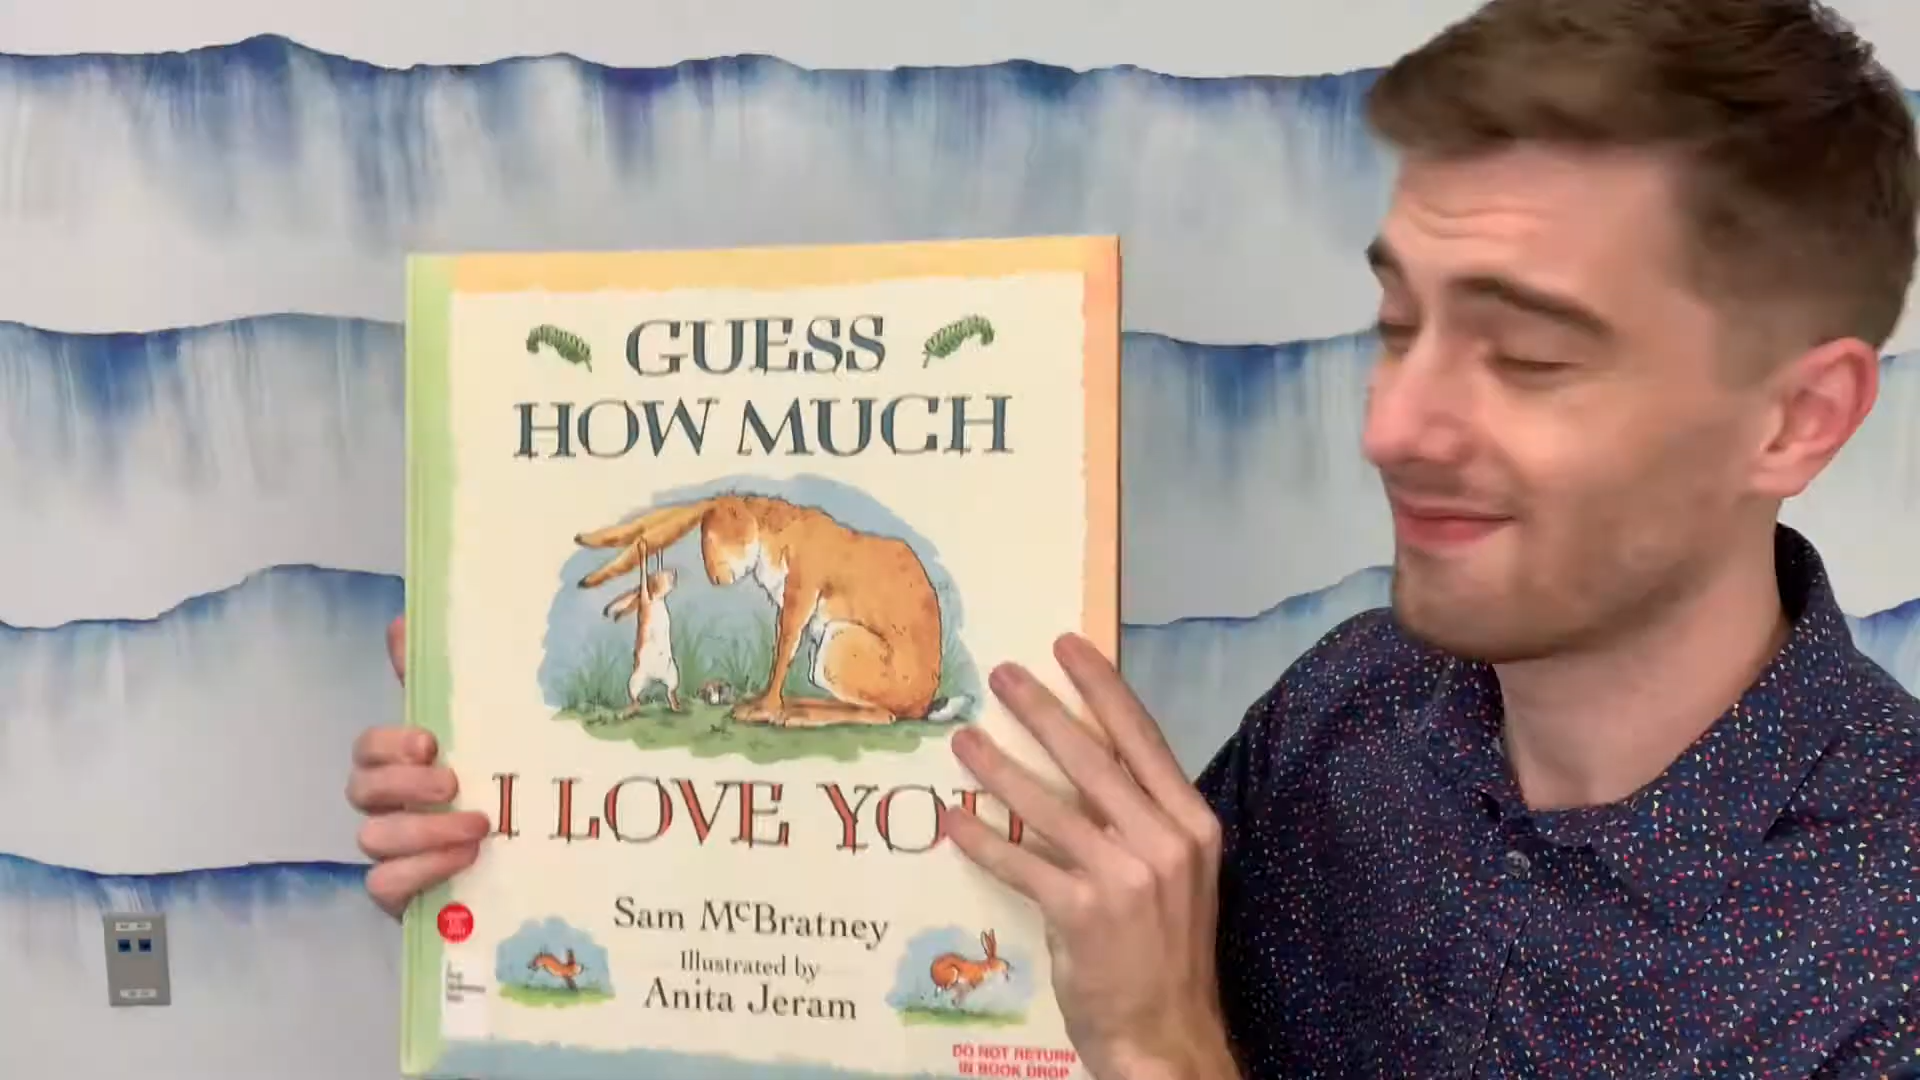 GUESS
HOW MUCH
I LOVE YOU
Sam McBratney
Illustrated by
Anita Jeram
DO NOT RETURN
IN BOOK DROP